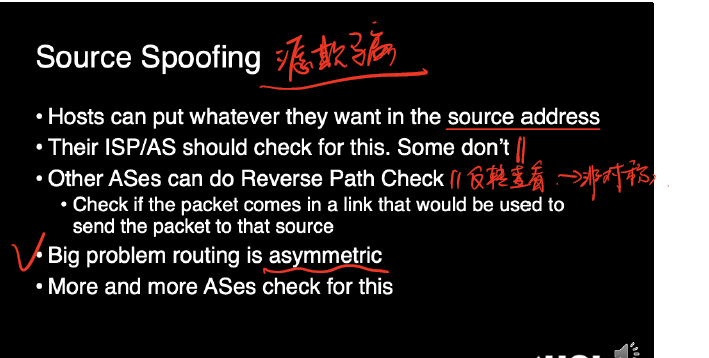 Source Spoofing 源欺骗
• Hosts can put whatever they want in the source address
• Their ISP/AS should check for this. Some don't
• Other ASes can do Reverse Path Check 反转查看 → 非对称
• Check if the packet comes in a link that would be used to
send the packet to that source
• Big problem routing is asymmetric
• More and more ASes check for this